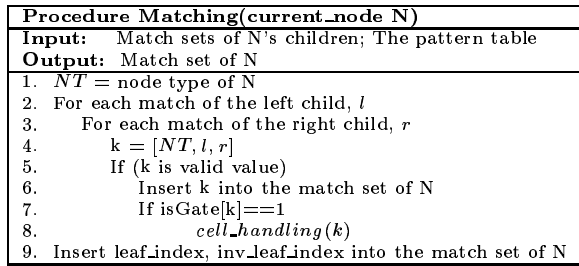 Procedure Matching(current_node N)
Input: Match sets of N's children; The pattern table
Output: Match set of N
1. NT = node type of N
2. For each match of the left child, l
3. For each match of the right child, r
4. k = [NT, l, r]
5. If (k is valid value)
6. Insert k into the match set of N
7. If isGate[k]==1
8. cell_handling(k)
9. Insert leaf_index, inv_leaf_index into the match set of N